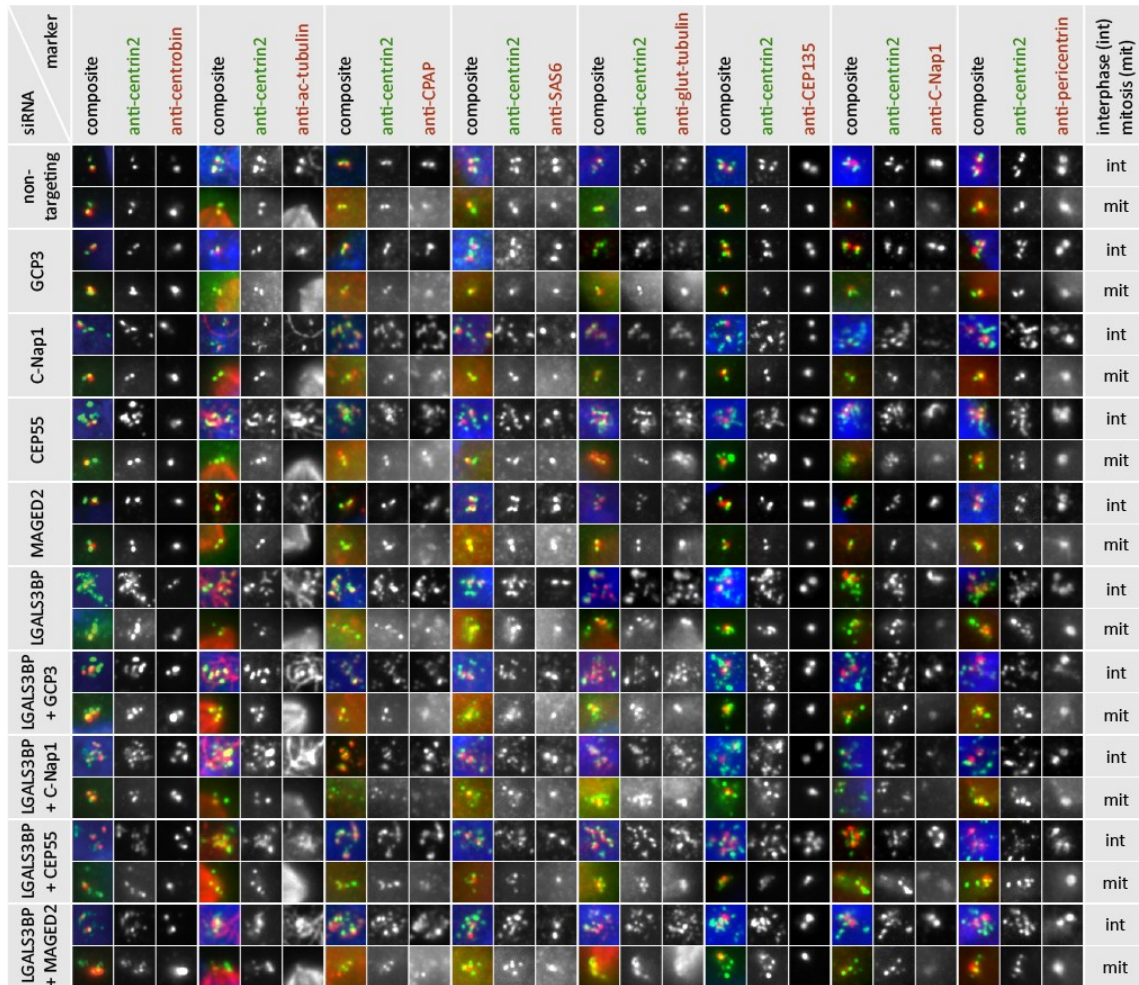 marker
siRNA
composite
anti-centrin2
anti-centrobin
composite
anti-centrin2
anti-ac-tubulin
composite
anti-centrin2
anti-CPAP
composite
anti-centrin2
anti-SAS6
composite
anti-centrin2
anti-glut-tubulin
composite
anti-centrin2
anti-CEP135
composite
anti-centrin2
anti-C-Nap1
composite
anti-centrin2
anti-pericentrin
interphase (int)
mitosis (mit)
non-
targeting
int
mit
GCP3
int
mit
C-Nap1
int
mit
CEP55
int
mit
MAGED2
int
mit
LGALS3BP
int
mit
LGALS3BP
+ GCP3
int
mit
LGALS3BP
+ C-Nap1
int
mit
LGALS3BP
+ CEP55
int
mit
LGALS3BP
+ MAGED2
int
mit